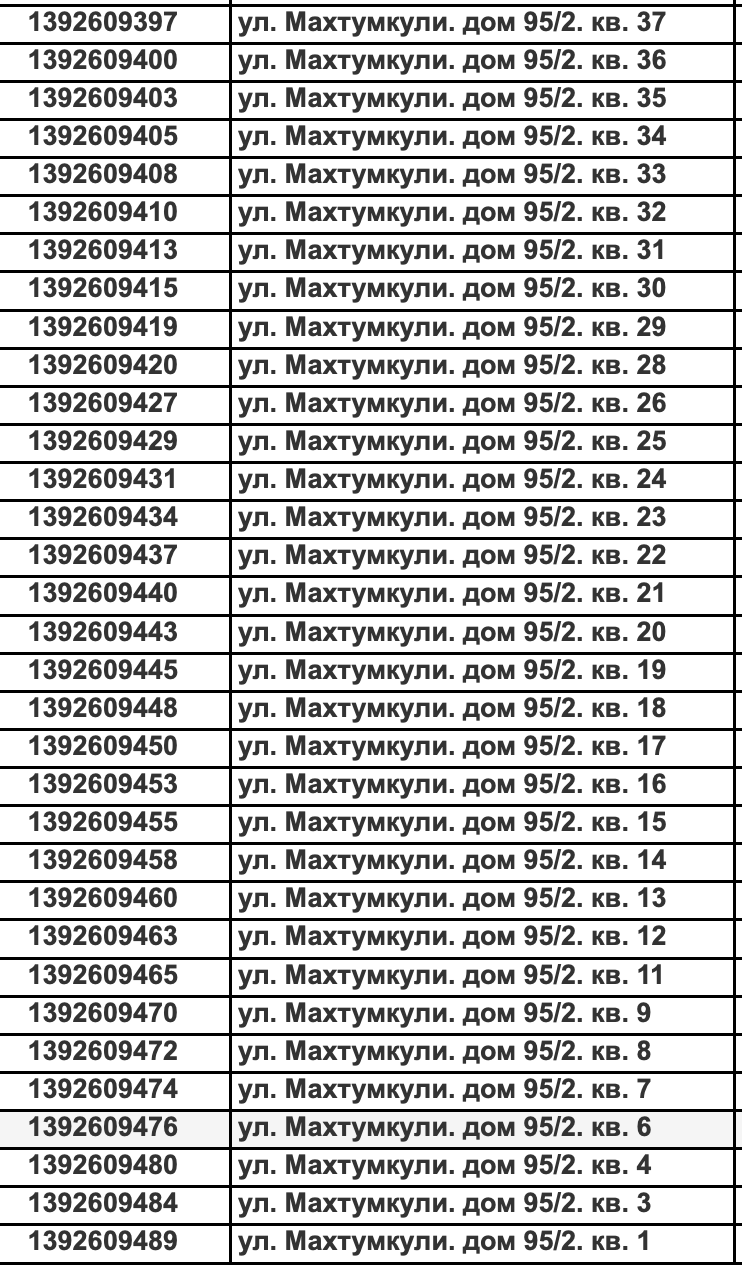 1392609397 ул. Махтумкули. дом 95/2. кв. 37
1392609400 ул. Махтумкули. дом 95/2. кв. 36
1392609403 ул. Махтумкули. дом 95/2. кв. 35
1392609405 ул. Махтумкули. дом 95/2. кв. 34
1392609408 ул. Махтумкули. дом 95/2. кв. 33
1392609410 ул. Махтумкули. дом 95/2. кв. 32
1392609413 ул. Махтумкули. дом 95/2. кв. 31
1392609415 ул. Махтумкули. дом 95/2. кв. 30
1392609419 ул. Махтумкули. дом 95/2. кв. 29
1392609420 ул. Махтумкули. дом 95/2. кв. 28
1392609427 ул. Махтумкули. дом 95/2. кв. 26
1392609429 ул. Махтумкули. дом 95/2. кв. 25
1392609431 ул. Махтумкули. дом 95/2. кв. 24
1392609434 ул. Махтумкули. дом 95/2. кв. 23
1392609437 ул. Махтумкули. дом 95/2. кв. 22
1392609440 ул. Махтумкули. дом 95/2. кв. 21
1392609443 ул. Махтумкули. дом 95/2. кв. 20
1392609445 ул. Махтумкули. дом 95/2. кв. 19
1392609448 ул. Махтумкули. дом 95/2. кв. 18
1392609450 ул. Махтумкули. дом 95/2. кв. 17
1392609453 ул. Махтумкули. дом 95/2. кв. 16
1392609455 ул. Махтумкули. дом 95/2. кв. 15
1392609458 ул. Махтумкули. дом 95/2. кв. 14
1392609460 ул. Махтумкули. дом 95/2. кв. 13
1392609463 ул. Махтумкули. дом 95/2. кв. 12
1392609465 ул. Махтумкули. дом 95/2. кв. 11
1392609470 ул. Махтумкули. дом 95/2. кв. 9
1392609472 ул. Махтумкули. дом 95/2. кв. 8
1392609474 ул. Махтумкули. дом 95/2. кв. 7
1392609476 ул. Махтумкули. дом 95/2. кв. 6
1392609480 ул. Махтумкули. дом 95/2. кв. 4
1392609484 ул. Махтумкули. дом 95/2. кв. 3
1392609489 ул. Махтумкули. дом 95/2. кв. 1